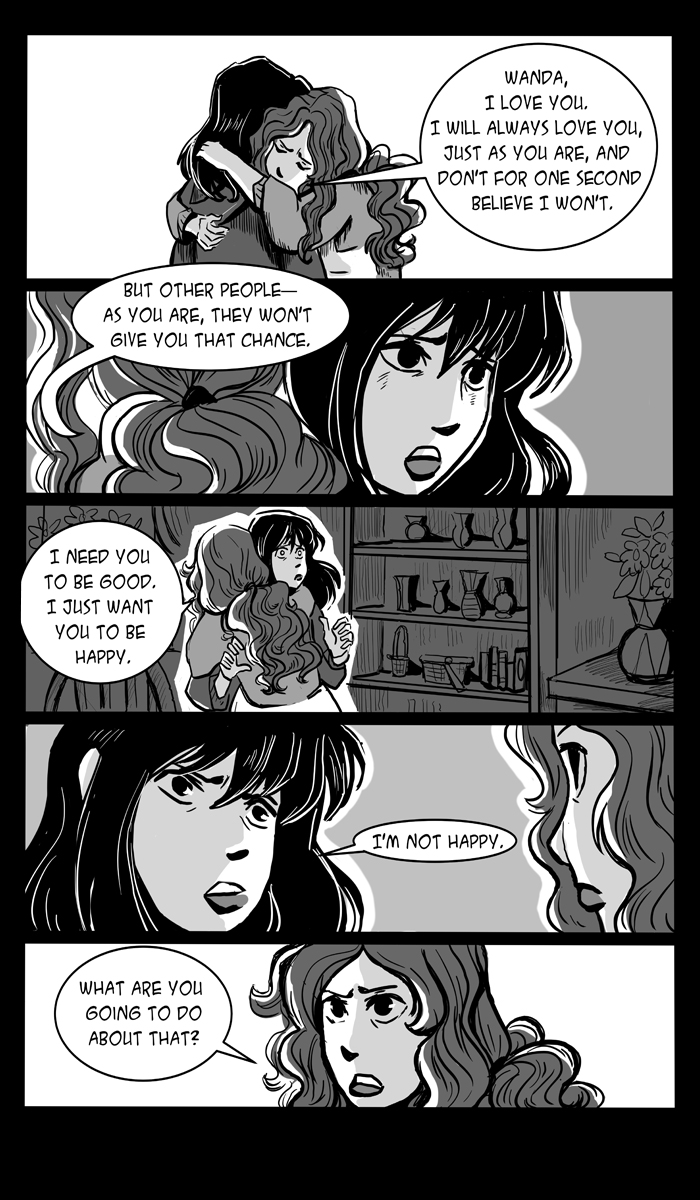 WANDA,
I LOVE YOU.
I WILL ALWAYS LOVE YOU,
JUST AS YOU ARE, AND
DON'T FOR ONE SECOND
BELIEVE I WON'T.
BUT OTHER PEOPLE—
AS YOU ARE, THEY WON'T
GIVE YOU THAT CHANCE.
I NEED YOU
TO BE GOOD.
I JUST WANT
YOU TO BE
HAPPY.
I'M NOT HAPPY.
WHAT ARE YOU
GOING TO DO
ABOUT THAT?